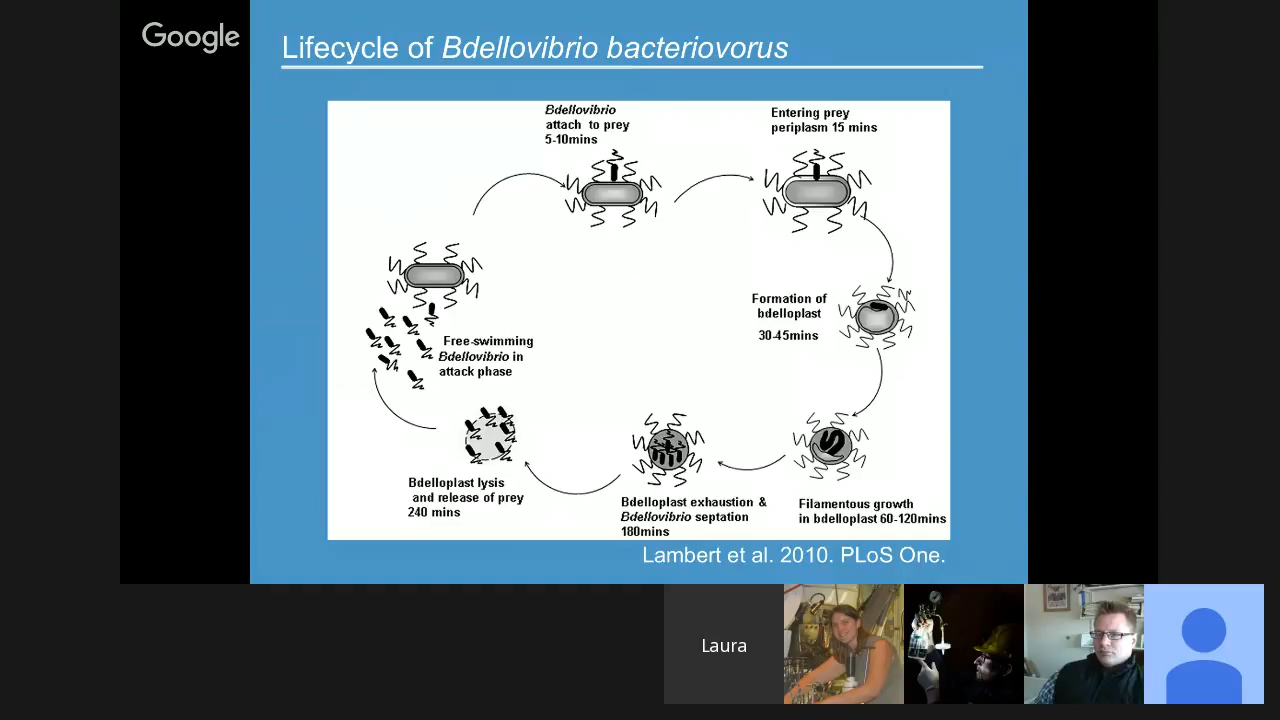 Google
Lifecycle of Bdellovibrio bacteriovorus
Bdellovibrio
attach to prey
5-10mins
Entering prey
periplasm 15 mins
Formation of
bdelloplast
30-45mins
Free-swimming
Bdellovibrio in
attack phase
Bdelloplast lysis
and release of prey
240 mins
Bdelloplast exhaustion &
Bdellovibrio septation
180mins
Filamentous growth
in bdelloplast 60-120mins
Lambert et al. 2010. PLoS One.
Laura